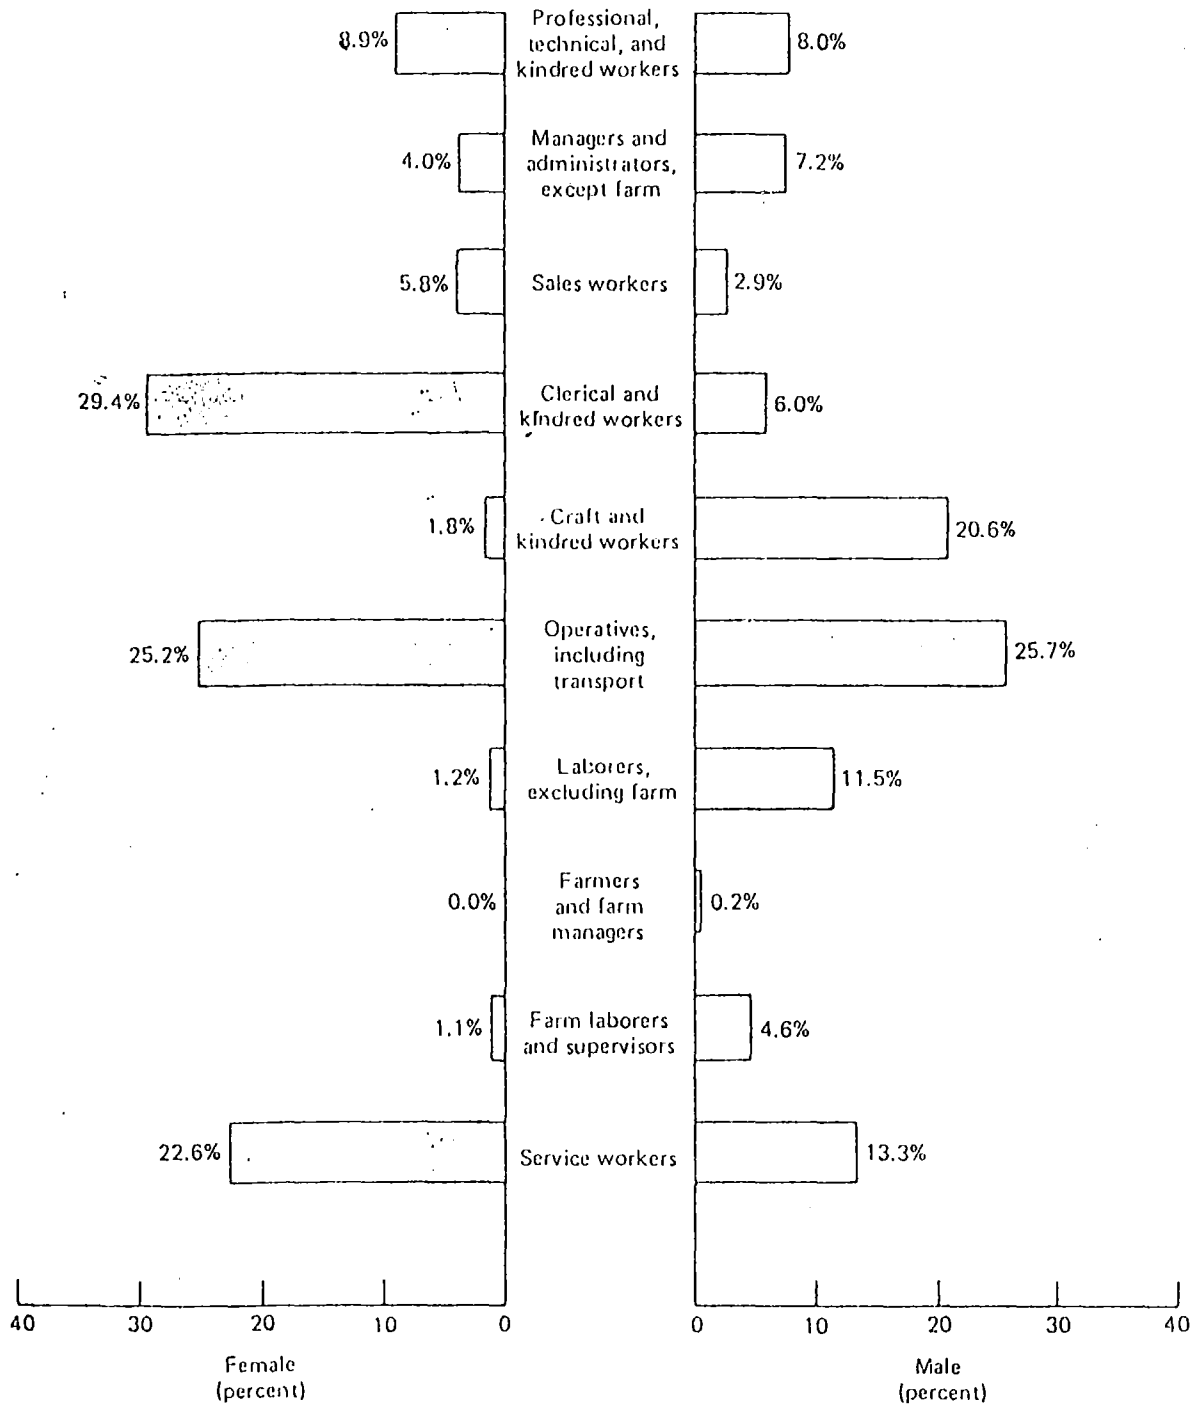 8.9%
Professional,
technical, and
kindred workers
8.0%
4.0%
Managers and
administrators,
except farm
7.2%
5.8%
Sales workers
2.9%
29.4%
Clerical and
kindred workers
6.0%
1.8%
Craft and
kindred workers
20.6%
25.2%
Operatives,
including
transport
25.7%
1.2%
Laborers,
excluding farm
11.5%
0.0%
Farmers
and farm
managers
0.2%
1.1%
Farm laborers
and supervisors
4.6%
22.6%
Service workers
13.3%
40 30 20 10 0
0 10 20 30 40
Female
(percent)
Male
(percent)